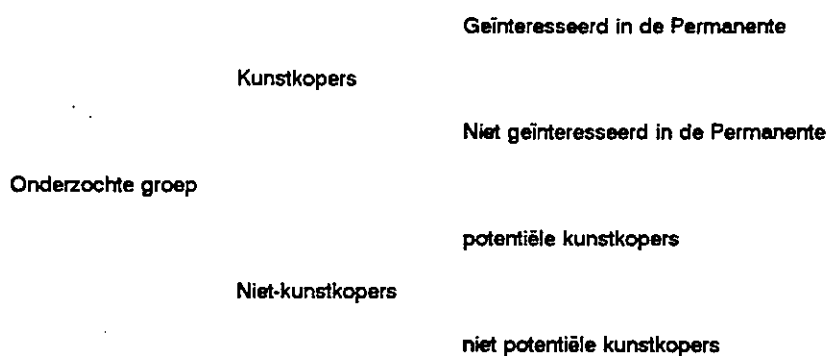 Geïnteresseerd in de Permanente
Kunstkopers
Niet geïnteresseerd in de Permanente
Onderzochte groep
potentiële kunstkopers
Niet-kunstkopers
niet potentiële kunstkopers